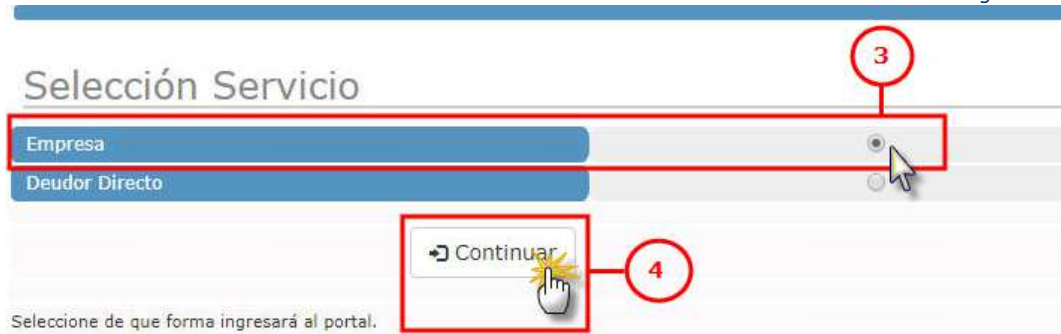 3
Selección Servicio
Empresa
Deudor Directo
Continuar
4
Seleccione de que forma ingresará al portal.